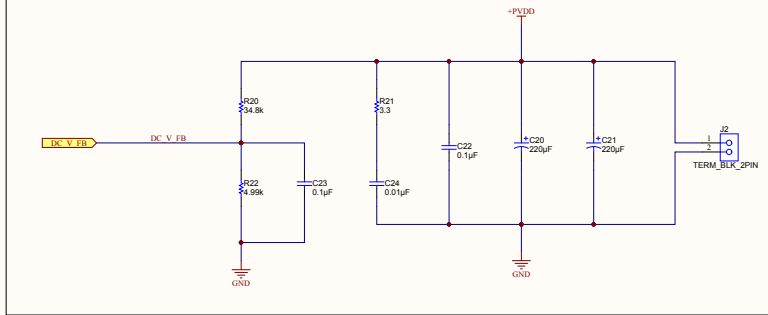 +PVDD
R20
34.8k
R21
3.3
DC_V_FB
DC_V_FB
C22
0.1µF
C20
220µF
C21
220µF
J2
1
2
TERM_BLK_2PIN
R22
4.99k
C23
0.1µF
C24
0.01µF
GND
GND